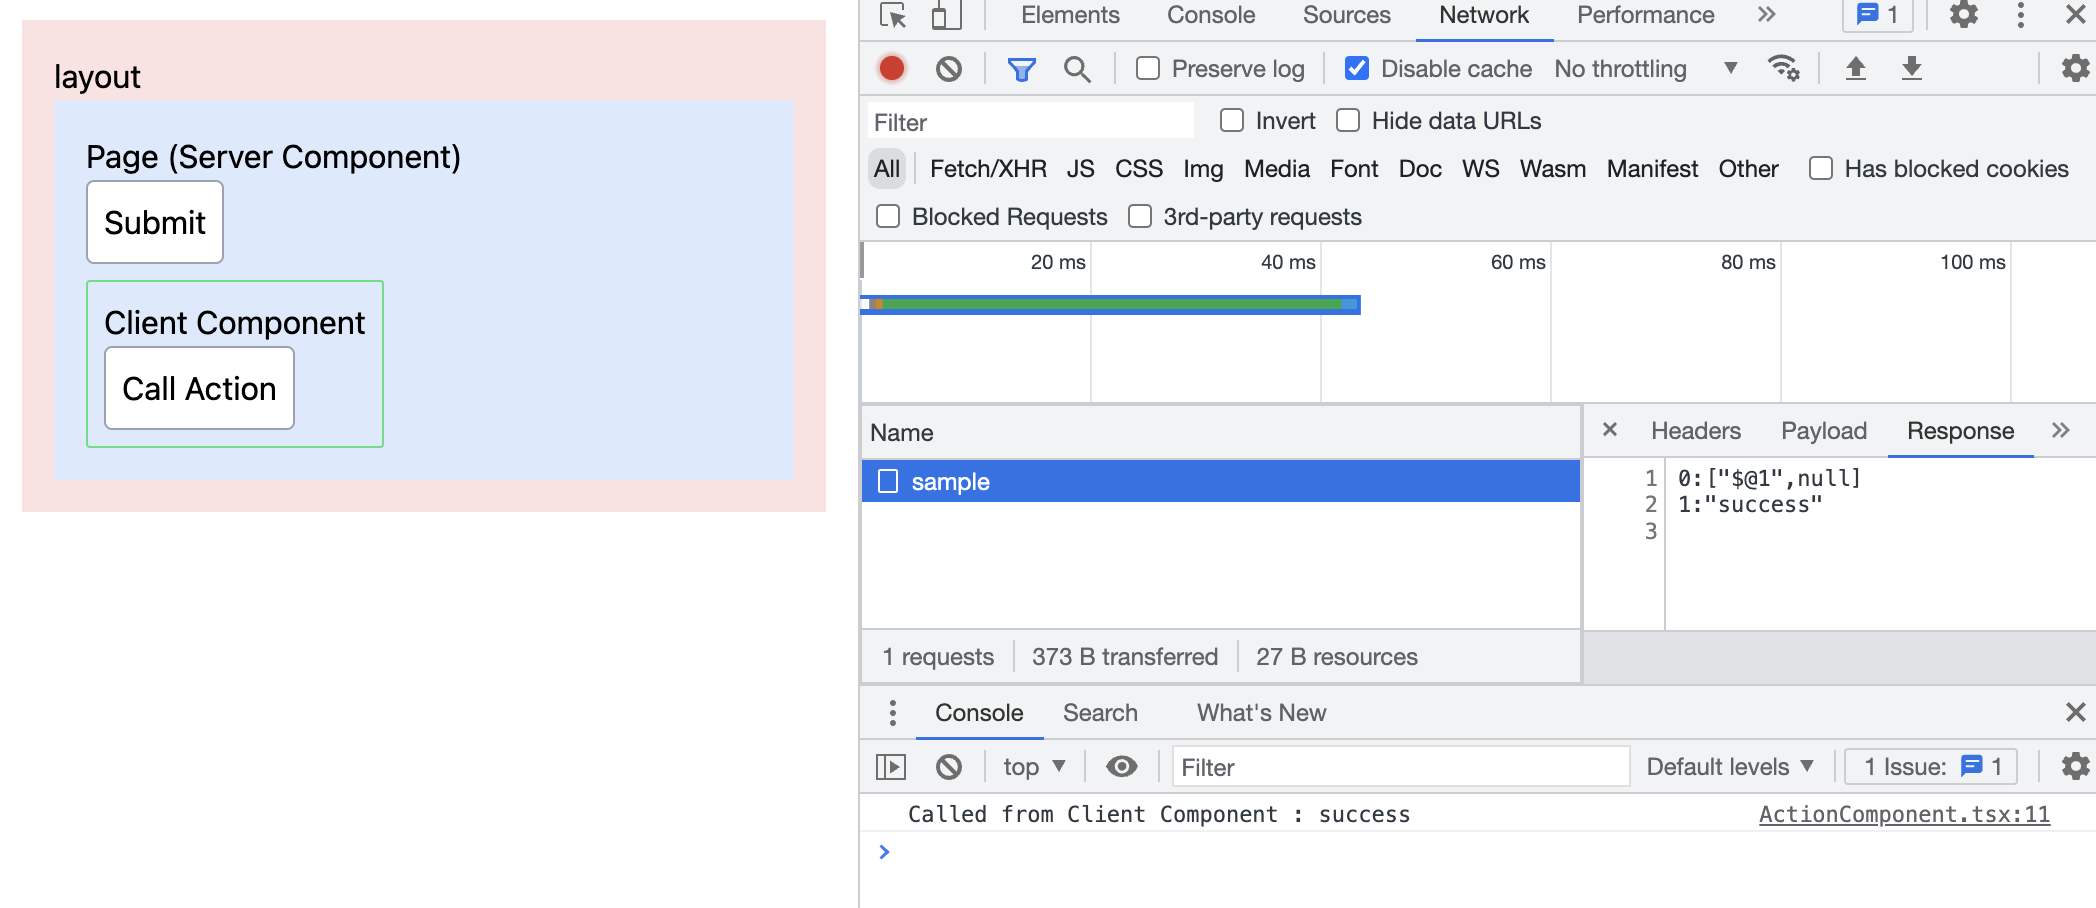 layout
Page (Server Component)
Submit
Client Component
Call Action
Elements Console Sources Network Performance 1
Preserve log Disable cache No throttling
Filter Invert Hide data URLs
All Fetch/XHR JS CSS Img Media Font Doc WS Wasm Manifest Other Has blocked cookies
Blocked Requests 3rd-party requests
20 ms 40 ms 60 ms 80 ms 100 ms
Name
sample
1 requests 373 B transferred 27 B resources
× Headers Payload Response
1 0:["$@1",null]
2 1:"success"
3
Console Search What's New
top Filter Default levels 1 Issue: 1
Called from Client Component : success ActionComponent.tsx:11